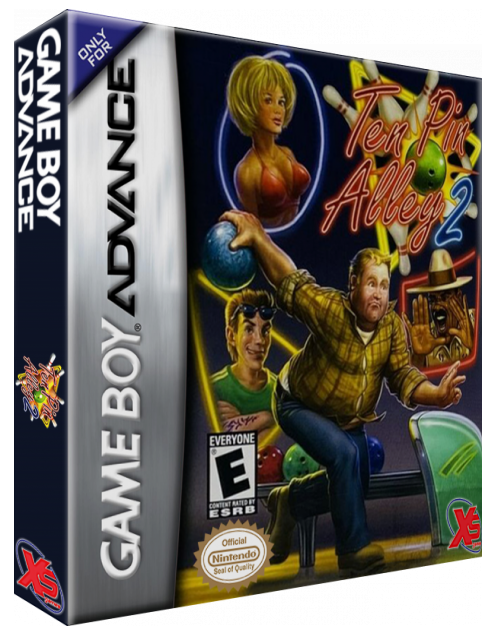 GAME BOY
ADVANCE
ONLY
FOR
GAME BOY ADVANCE
Ten Pin
Alley 2
EVERYONE
E
CONTENT RATED BY
ESRB
Official
Nintendo
Seal of Quality
XS
XS